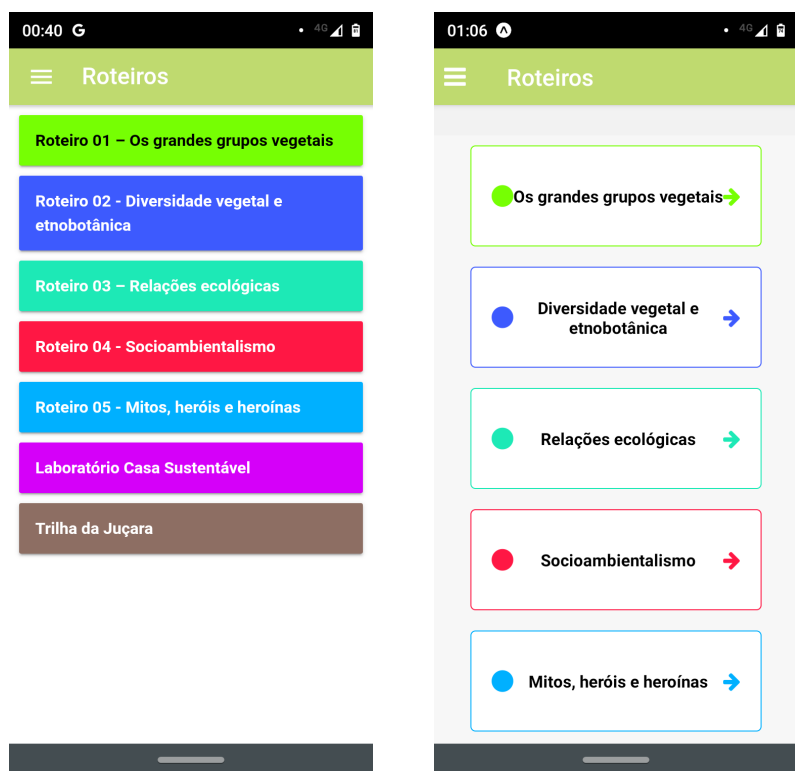 00:40 G
4G
Roteiros
Roteiro 01 – Os grandes grupos vegetais
Roteiro 02 - Diversidade vegetal e
etnobotânica
Roteiro 03 – Relações ecológicas
Roteiro 04 - Socioambientalismo
Roteiro 05 - Mitos, heróis e heroínas
Laboratório Casa Sustentável
Trilha da Juçara
01:06
4G
Roteiros
Os grandes grupos vegetais
Diversidade vegetal e
etnobotânica
Relações ecológicas
Socioambientalismo
Mitos, heróis e heroínas